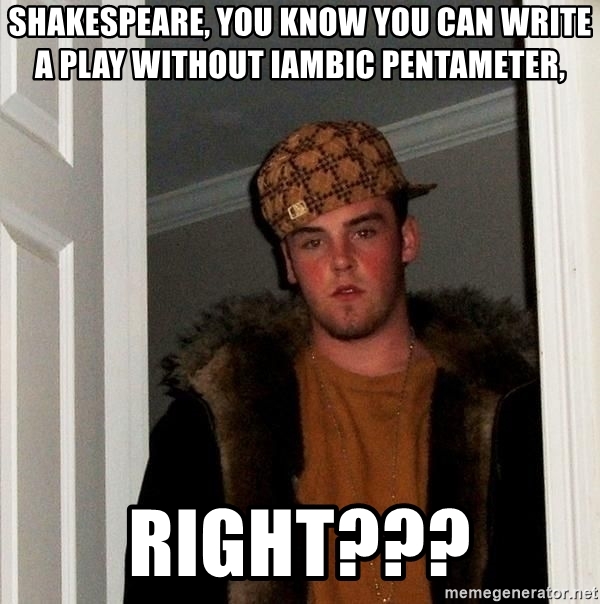 SHAKESPEARE, YOU KNOW YOU CAN WRITE
A PLAY WITHOUT IAMBIC PENTAMETER,
RIGHT???
memegenerator.net